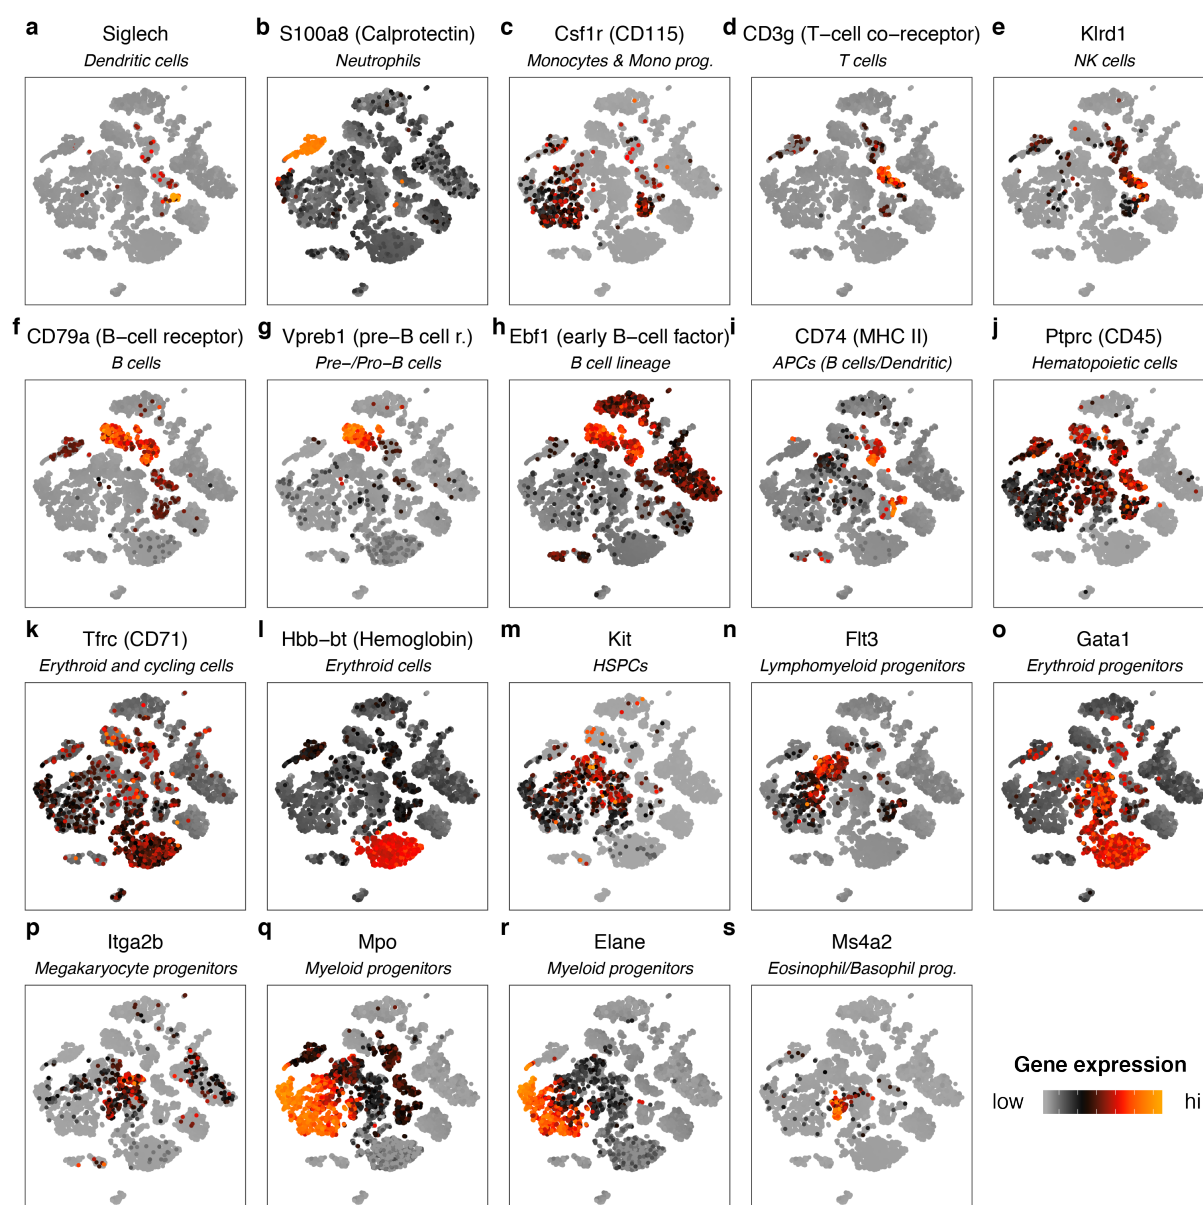 a Siglech
Dendritic cells
b S100a8 (Calprotectin)
Neutrophils
c Csf1r (CD115)
Monocytes & Mono prog.
d CD3g (T−cell co−receptor)
T cells
e Klrd1
NK cells
f CD79a (B−cell receptor)
B cells
g Vpreb1 (pre−B cell r.)
Pre−/Pro−B cells
h Ebf1 (early B−cell factor)
B cell lineage
i CD74 (MHC II)
APCs (B cells/Dendritic)
j Ptprc (CD45)
Hematopoietic cells
k Tfrc (CD71)
Erythroid and cycling cells
l Hbb−bt (Hemoglobin)
Erythroid cells
m Kit
HSPCs
n Flt3
Lymphomyeloid progenitors
o Gata1
Erythroid progenitors
p Itga2b
Megakaryocyte progenitors
q Mpo
Myeloid progenitors
r Elane
Myeloid progenitors
s Ms4a2
Eosinophil/Basophil prog.
Gene expression
low hi